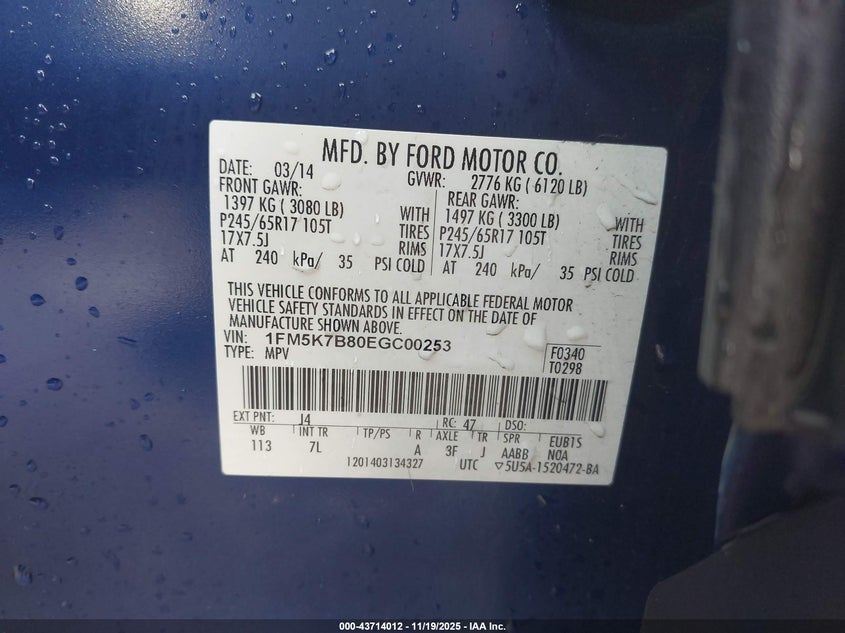 MFD. BY FORD MOTOR CO.
DATE: 03/14 GVWR: 2776 KG ( 6120 LB)
FRONT GAWR: REAR GAWR:
1397 KG ( 3080 LB) WITH 1497 KG ( 3300 LB) WITH
P245/65R17 105T TIRES P245/65R17 105T TIRES
17X7.5J RIMS 17X7.5J RIMS
AT 240 kPa/ 35 PSI COLD AT 240 kPa/ 35 PSI COLD
THIS VEHICLE CONFORMS TO ALL APPLICABLE FEDERAL MOTOR
VEHICLE SAFETY STANDARDS IN EFFECT ON THE DATE OF
MANUFACTURE SHOWN ABOVE.
VIN: 1FM5K7B80EGC00253
TYPE: MPV
F0340
T0298
EXT PNT: J4 RC: 47 DSO:
WB INT TR TP/PS R AXLE TR SPR EUB1S
113 7L A 3F J AABB NOA
1201403134327 UTC ▽5U5A-1520472-BA
000-43714012 - 11/19/2025 - IAA Inc.